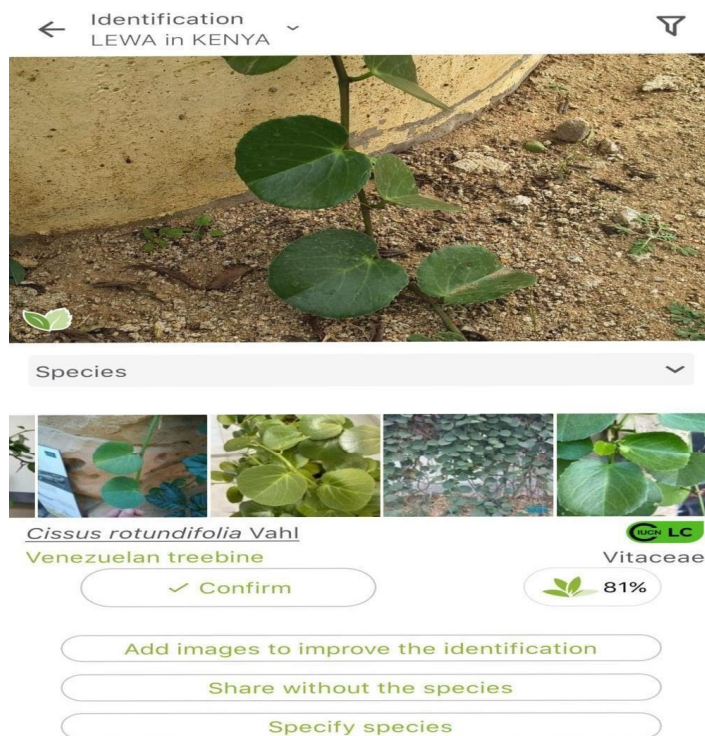 Identification
LEWA in KENYA
Species
Cissus rotundifolia Vahl
IUCN LC
Venezuelan treebine
Vitaceae
Confirm
81%
Add images to improve the identification
Share without the species
Specify species